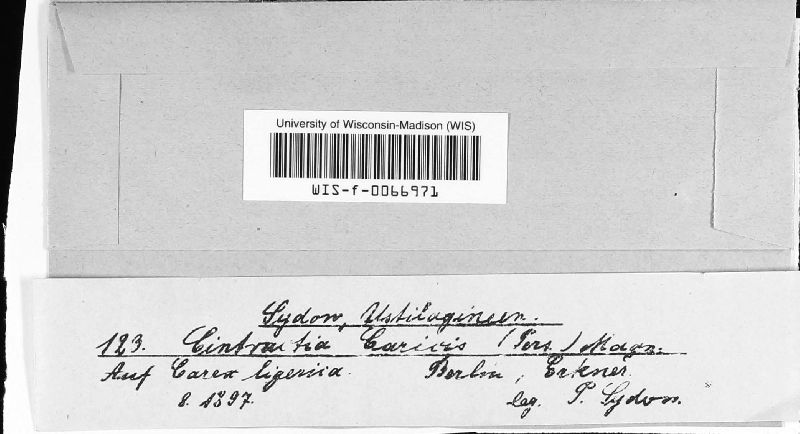 University of Wisconsin-Madison (WIS)
WIS-f-0066971
Sydow, Ustilagineen.
123. Cintractia Caricis (Pers.) Magn.
Auf Carex ligerica. Berlin, Erkner.
8. 1897. leg. P. Sydow.